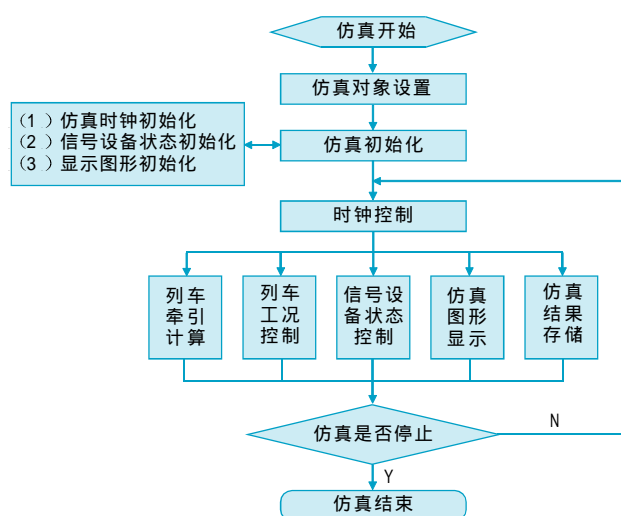 仿真开始
仿真对象设置
（1）仿真时钟初始化
（2）信号设备状态初始化
（3）显示图形初始化
仿真初始化
时钟控制
列车
牵引
计算
列车
工况
控制
信号设
备状态
控制
仿真
图形
显示
仿真
结果
存储
仿真是否停止
N
Y
仿真结束